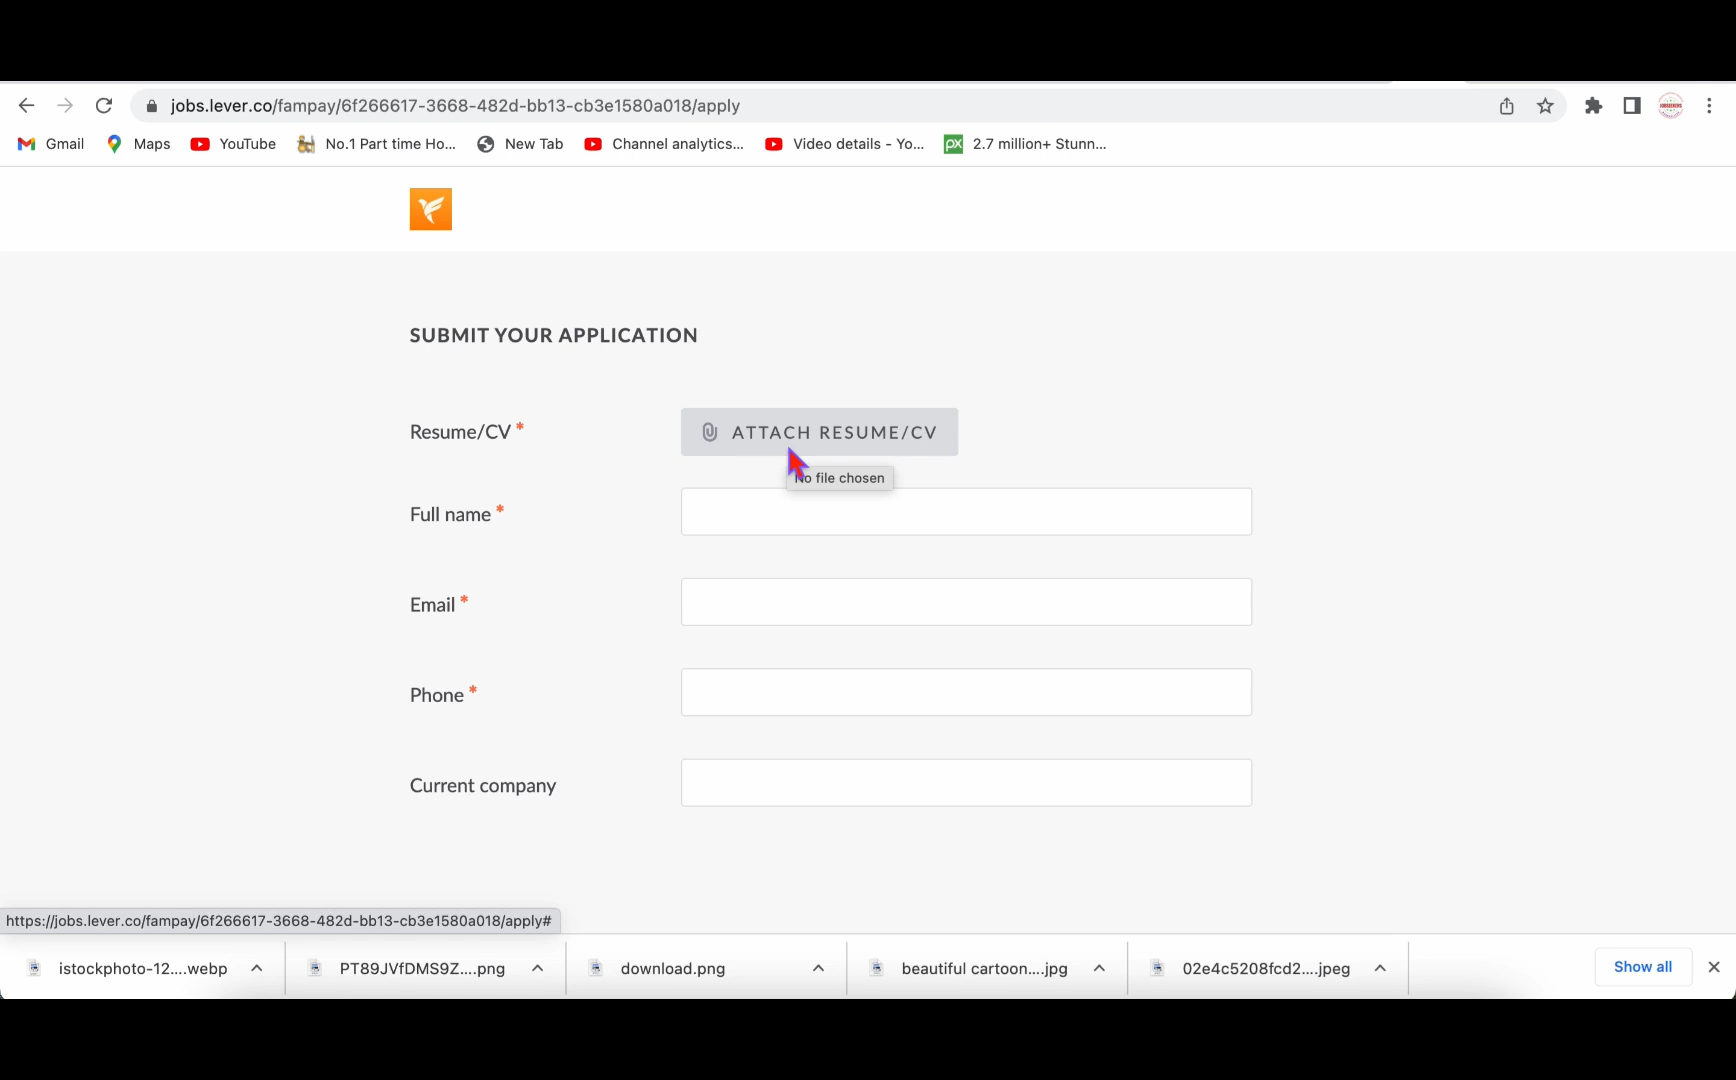 jobs.lever.co/fampay/6f266617-3668-482d-bb13-cb3e1580a018/apply
Gmail Maps YouTube No.1 Part time Ho... New Tab Channel analytics... Video details - Yo... px 2.7 million+ Stunn...
SUBMIT YOUR APPLICATION
Resume/CV * ATTACH RESUME/CV
No file chosen
Full name *
Email *
Phone *
Current company
https://jobs.lever.co/fampay/6f266617-3668-482d-bb13-cb3e1580a018/apply#
istockphoto-12....webp PT89JVfDMS9Z....png download.png beautiful cartoon....jpg 02e4c5208fcd2....jpeg Show all